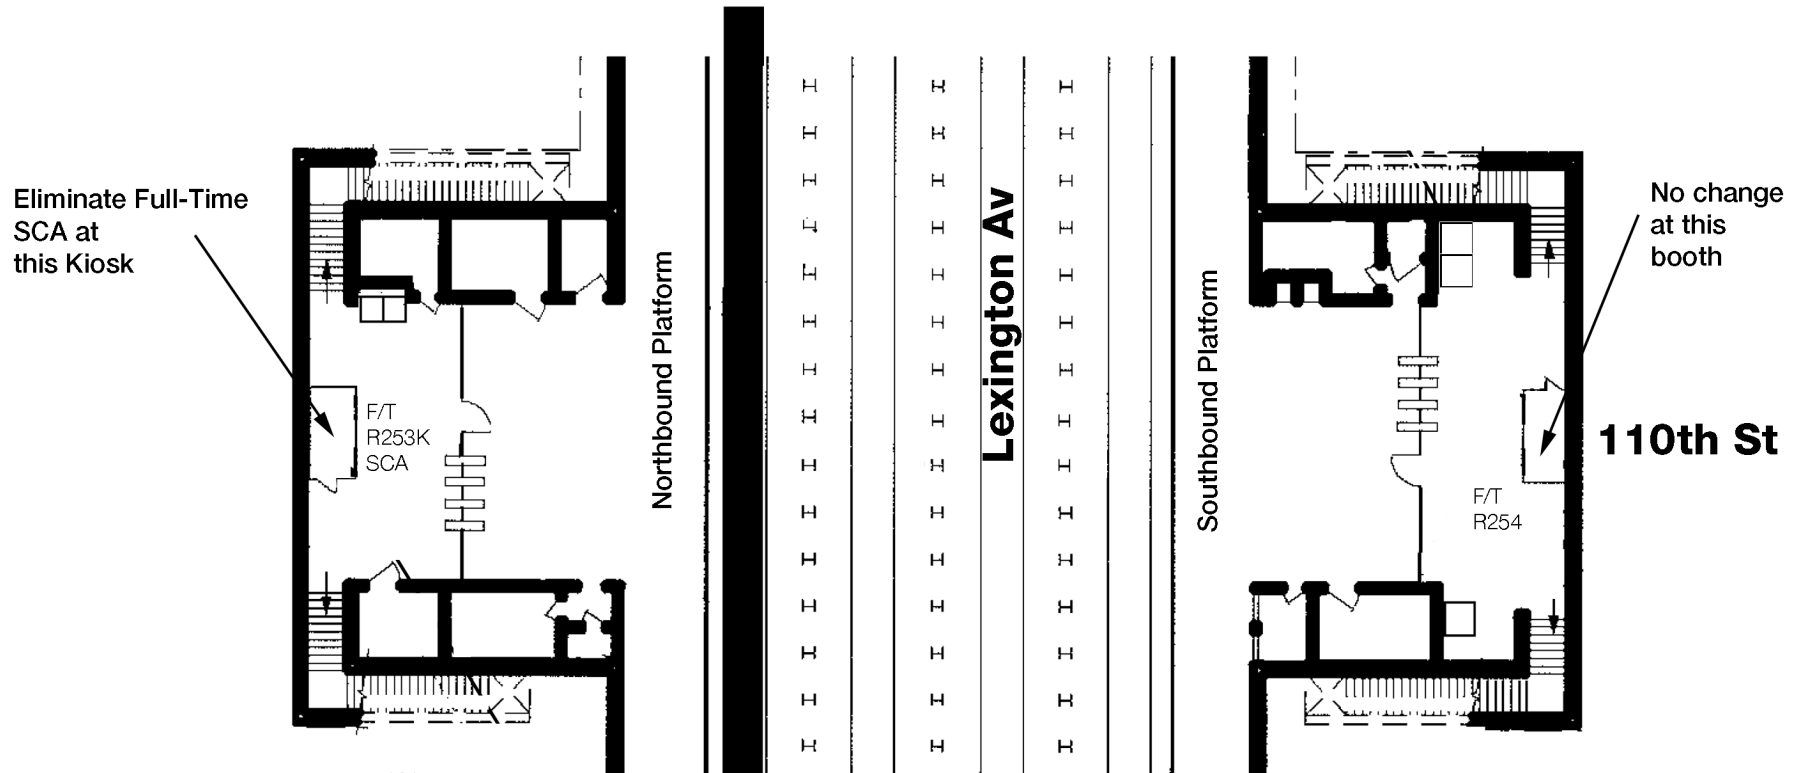 Eliminate Full-Time
SCA at
this Kiosk
F/T
R253K
SCA
Northbound Platform
Lexington Av
Southbound Platform
No change
at this
booth
110th St
F/T
R254